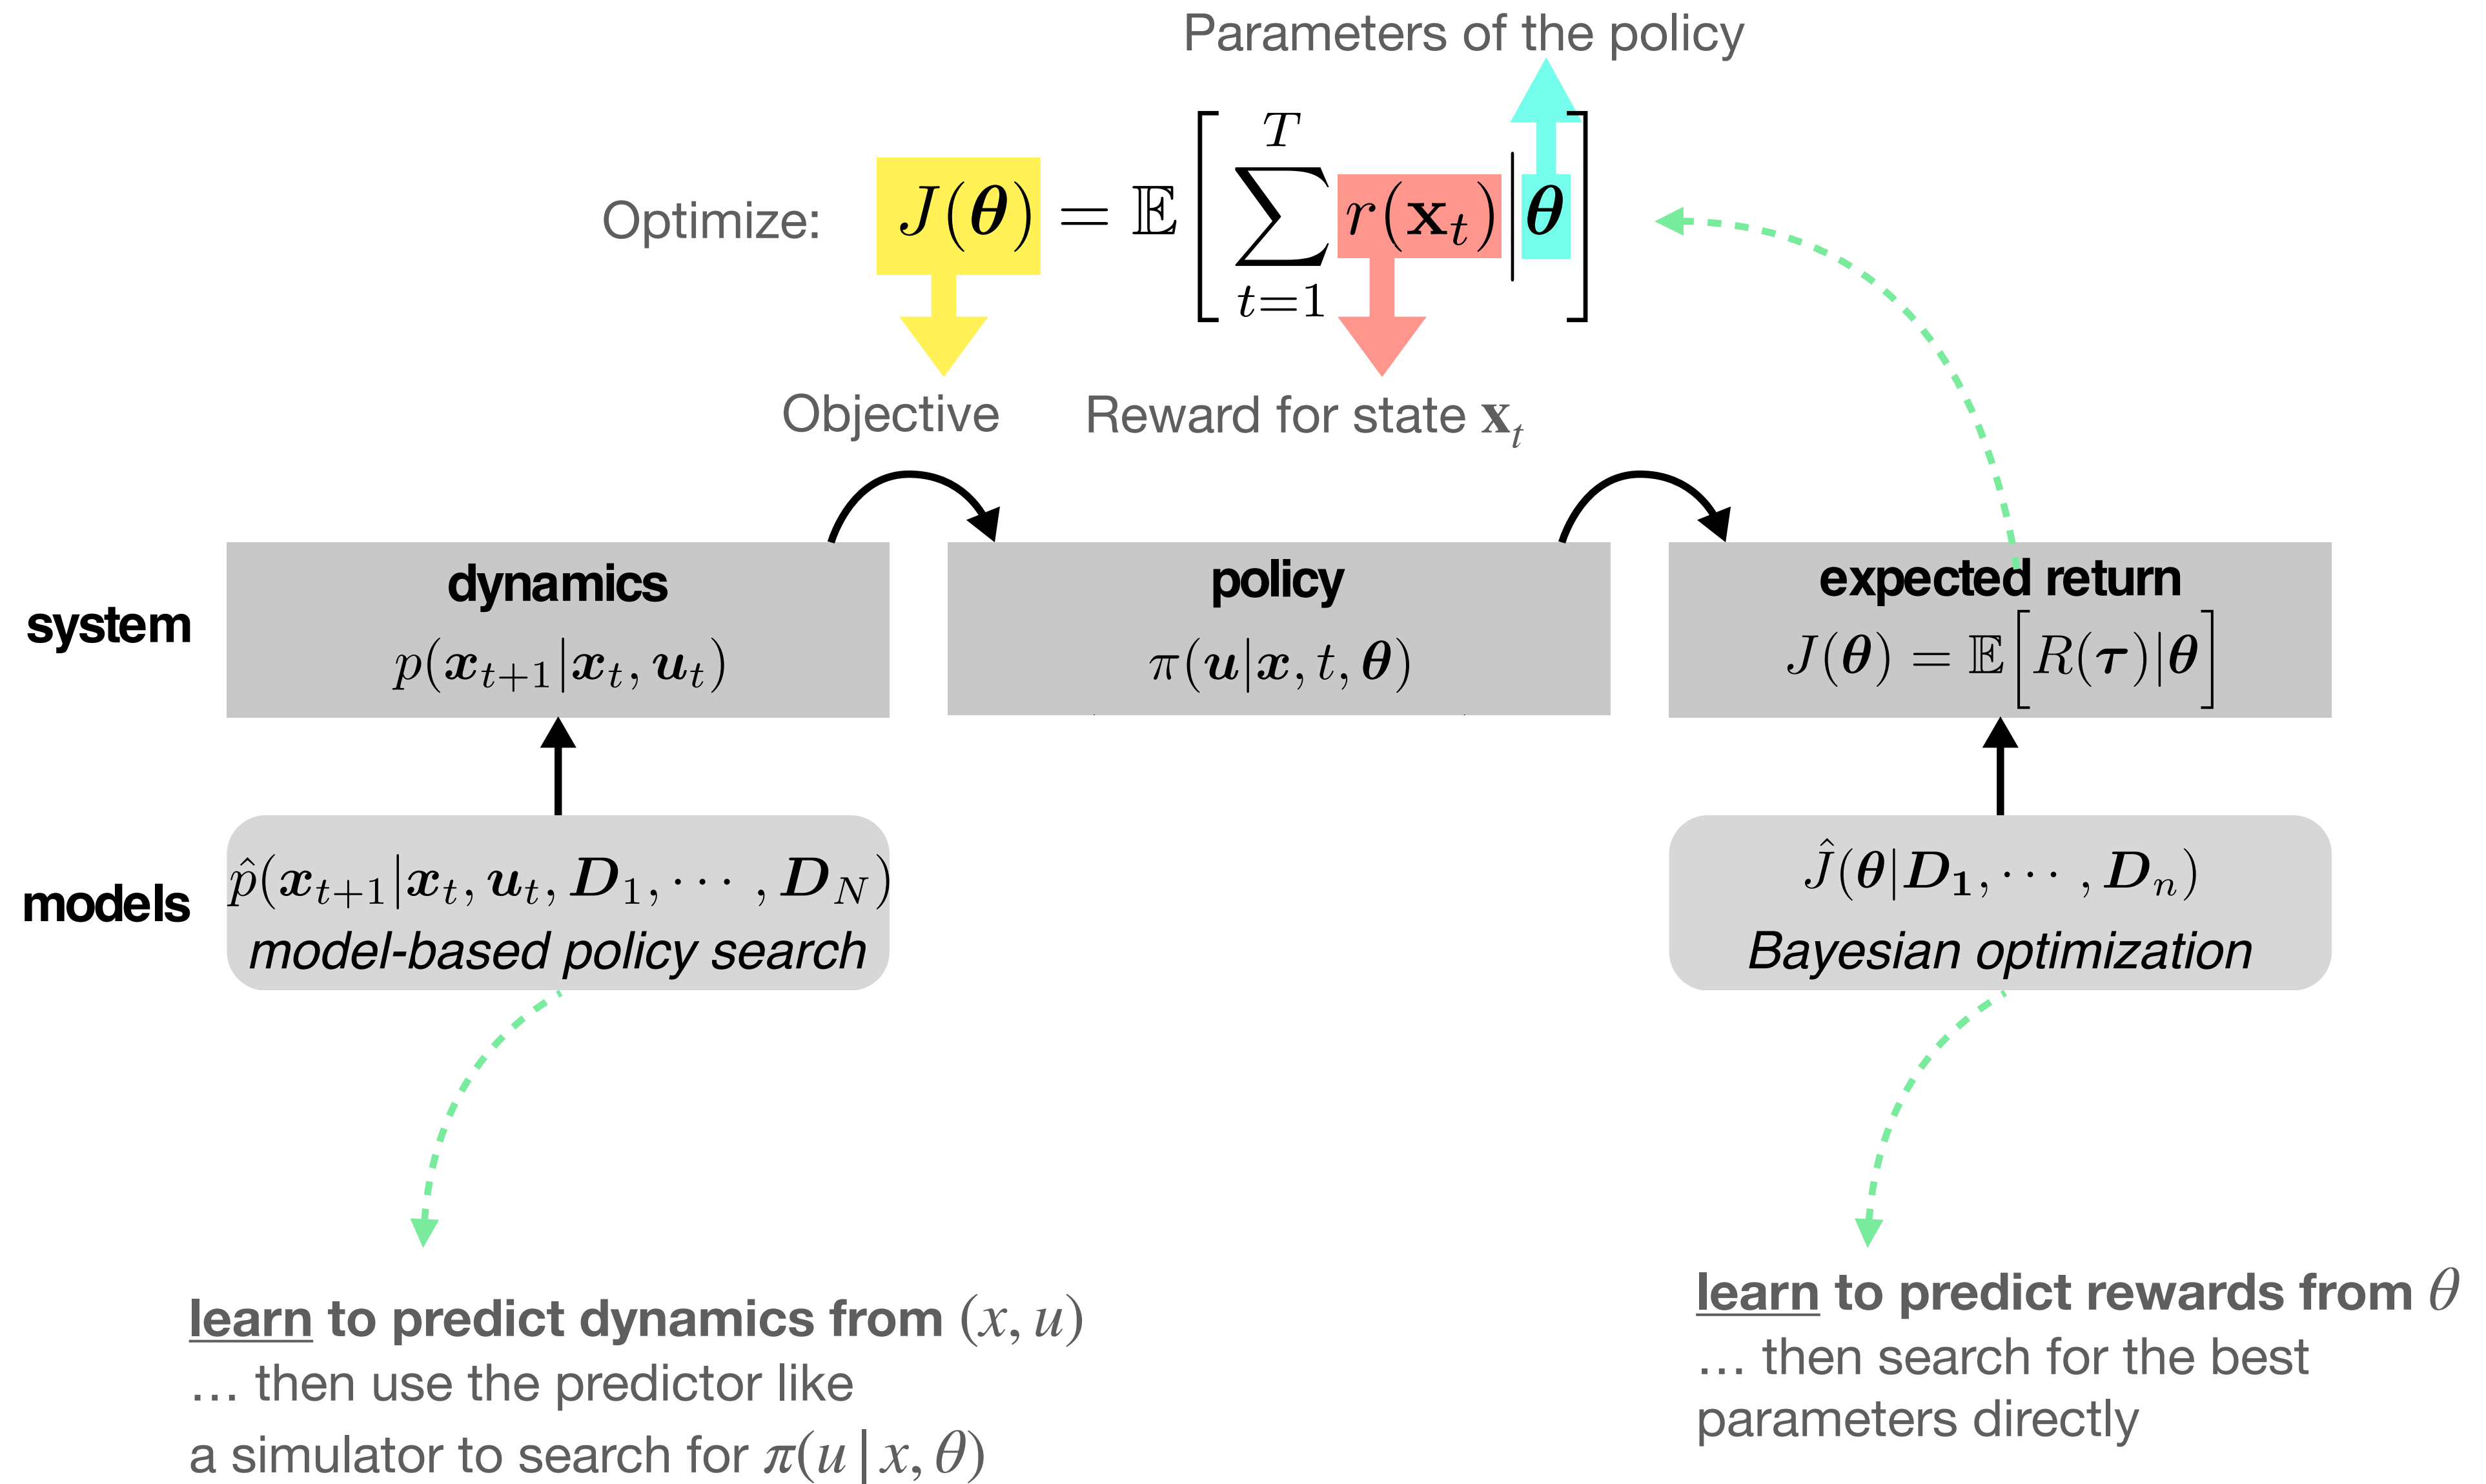 Parameters of the policy
Optimize: J(θ) = 𝔼[∑_{t=1}^{T} r(𝐱_t) | θ]
Objective
Reward for state 𝐱_t
system
dynamics
p(x_{t+1}|x_t, u_t)
policy
π(u|x, t, θ)
expected return
J(θ) = 𝔼[R(τ)|θ]
models
p̂(x_{t+1}|x_t, u_t, D_1, ⋯ , D_N)
model-based policy search
Ĵ(θ|D_1, ⋯ , D_n)
Bayesian optimization
learn to predict dynamics from (x, u)
… then use the predictor like
a simulator to search for π(u | x, θ)
learn to predict rewards from θ
… then search for the best
parameters directly